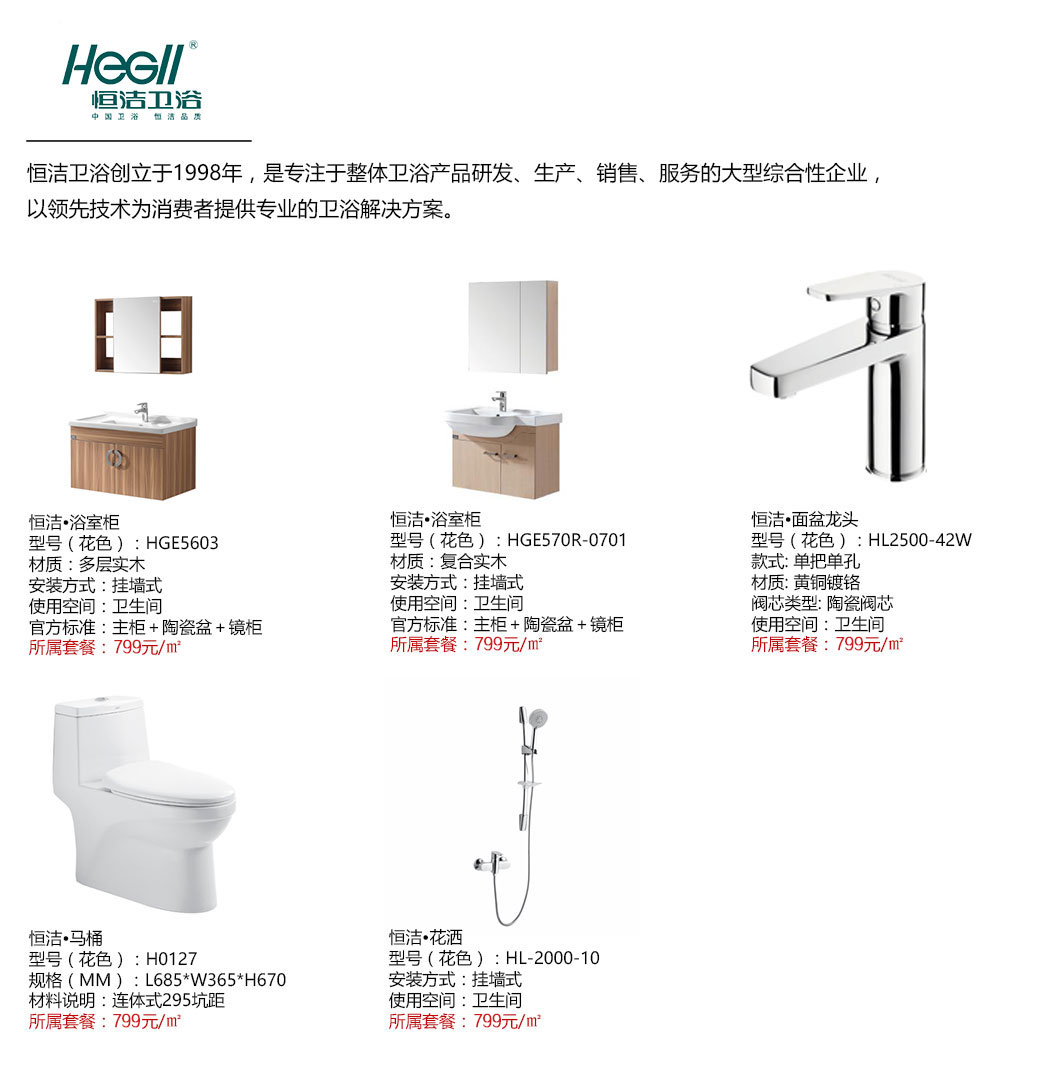 HEGll®
恒洁卫浴
中国卫浴 恒洁品质
恒洁卫浴创立于1998年，是专注于整体卫浴产品研发、生产、销售、服务的大型综合性企业，
以领先技术为消费者提供专业的卫浴解决方案。
恒洁•浴室柜
型号（花色）：HGE5603
材质：多层实木
安装方式：挂墙式
使用空间：卫生间
官方标准：主柜＋陶瓷盆＋镜柜
所属套餐：799元/㎡
恒洁•浴室柜
型号（花色）：HGE570R-0701
材质：复合实木
安装方式：挂墙式
使用空间：卫生间
官方标准：主柜＋陶瓷盆＋镜柜
所属套餐：799元/㎡
恒洁•面盆龙头
型号（花色）：HL2500-42W
款式: 单把单孔
材质: 黄铜镀铬
阀芯类型: 陶瓷阀芯
使用空间：卫生间
所属套餐：799元/㎡
恒洁•马桶
型号（花色）：H0127
规格（MM）：L685*W365*H670
材料说明：连体式295坑距
所属套餐：799元/㎡
恒洁•花洒
型号（花色）：HL-2000-10
安装方式：挂墙式
使用空间：卫生间
所属套餐：799元/㎡